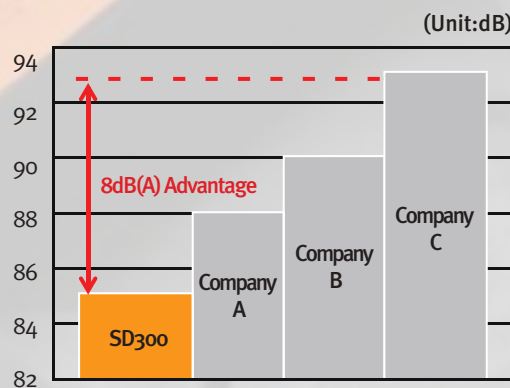 (Unit:dB)
94
92
90
88
86
84
82
8dB(A) Advantage
SD300
Company
A
Company
B
Company
C